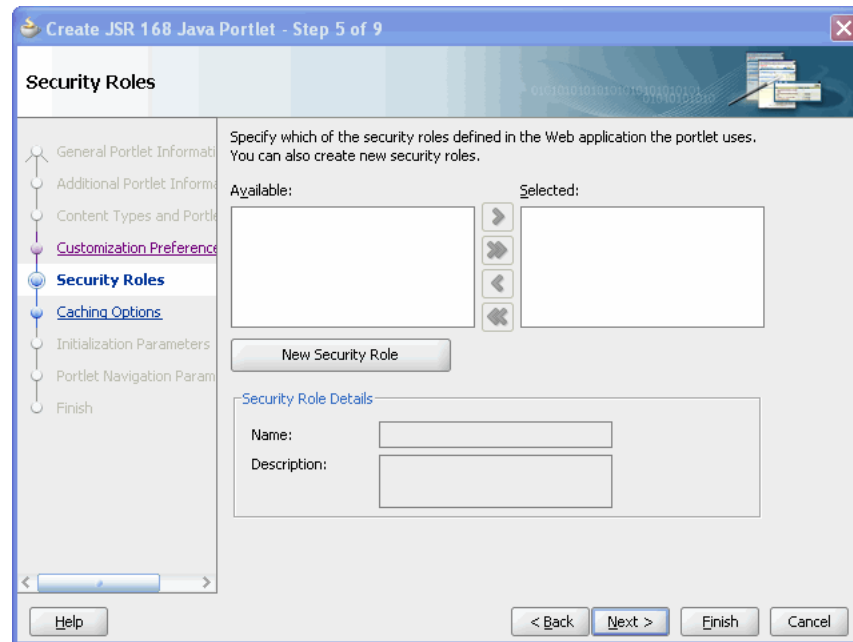 Create JSR 168 Java Portlet - Step 5 of 9
Security Roles
01010101010101010101010101
01010101010
General Portlet Informati
Additional Portlet Informa
Content Types and Portle
Customization Preference
Security Roles
Caching Options
Initialization Parameters
Portlet Navigation Param
Finish
Specify which of the security roles defined in the Web application the portlet uses.
You can also create new security roles.
Available:
Selected:
New Security Role
Security Role Details
Name:
Description:
Help
< Back
Next >
Finish
Cancel